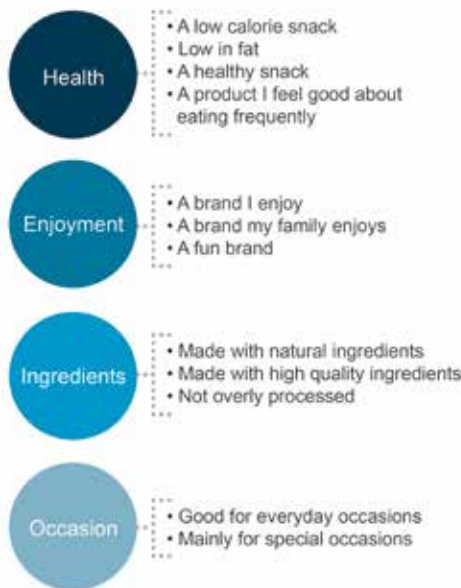 Health
• A low calorie snack
• Low in fat
• A healthy snack
• A product I feel good about
eating frequently
Enjoyment
• A brand I enjoy
• A brand my family enjoys
• A fun brand
Ingredients
• Made with natural ingredients
• Made with high quality ingredients
• Not overly processed
Occasion
• Good for everyday occasions
• Mainly for special occasions